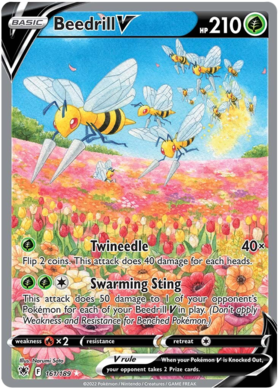 BASIC
Beedrill V
HP 210
Twineedle 40×
Flip 2 coins. This attack does 40 damage for each heads.
Swarming Sting
This attack does 50 damage to 1 of your opponent's
Pokémon for each of your Beedrill V in play. (Don't apply
Weakness and Resistance for Benched Pokémon.)
weakness ×2 resistance retreat
Illus. Narumi Sato
V rule When your Pokémon V is Knocked Out,
your opponent takes 2 Prize cards.
F 161/189
©2022 Pokémon / Nintendo / Creatures / GAME FREAK